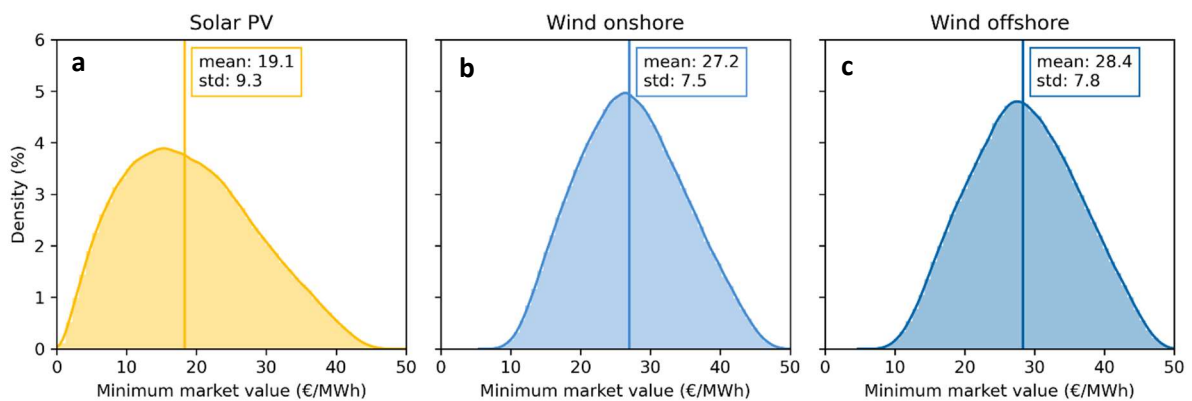 Solar PV
Wind onshore
Wind offshore
a
mean: 19.1
std: 9.3
b
mean: 27.2
std: 7.5
c
mean: 28.4
std: 7.8
Density (%)
6
5
4
3
2
1
0
0 10 20 30 40 50
0 10 20 30 40 50
0 10 20 30 40 50
Minimum market value (€/MWh)
Minimum market value (€/MWh)
Minimum market value (€/MWh)